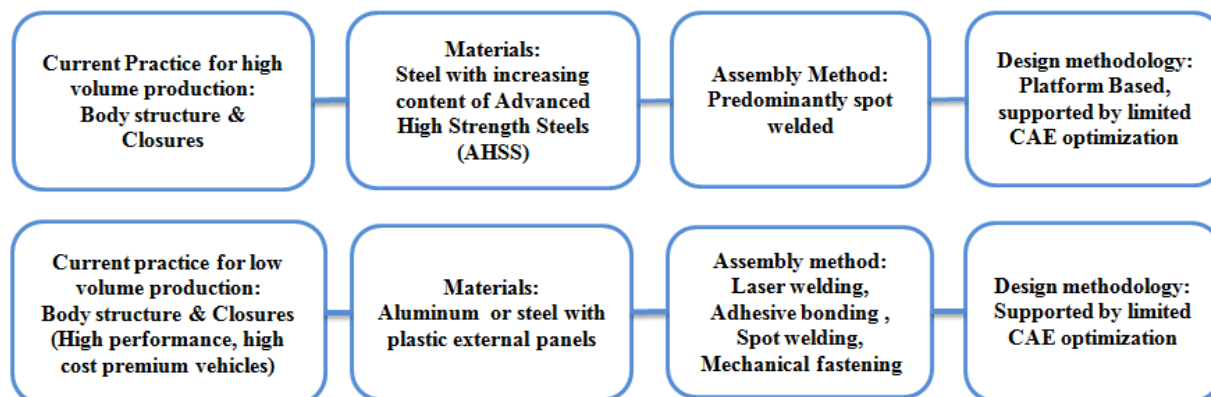 Current Practice for high
volume production:
Body structure &
Closures
Materials:
Steel with increasing
content of Advanced
High Strength Steels
(AHSS)
Assembly Method:
Predominantly spot
welded
Design methodology:
Platform Based,
supported by limited
CAE optimization
Current practice for low
volume production:
Body structure & Closures
(High performance, high
cost premium vehicles)
Materials:
Aluminum or steel with
plastic external panels
Assembly method:
Laser welding,
Adhesive bonding ,
Spot welding,
Mechanical fastening
Design methodology:
Supported by limited
CAE optimization